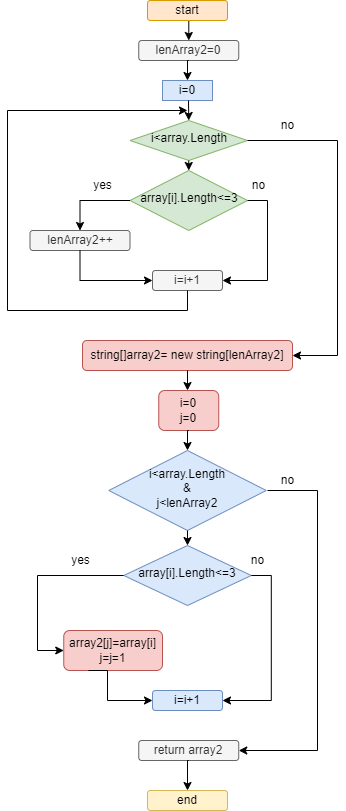 start
lenArray2=0
i=0
i<array.Length
no
array[i].Length<=3
yes
no
lenArray2++
i=i+1
string[]array2= new string[lenArray2]
i=0
j=0
i<array.Length
&
j<lenArray2
no
array[i].Length<=3
yes
no
array2[j]=array[i]
j=j=1
i=i+1
return array2
end